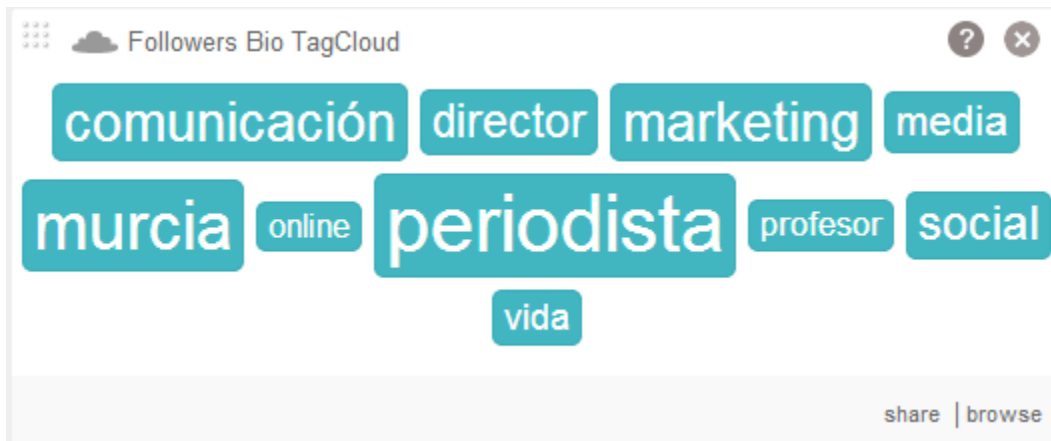 Followers Bio TagCloud ?
comunicación director marketing media
murcia online periodista profesor social
vida
share | browse